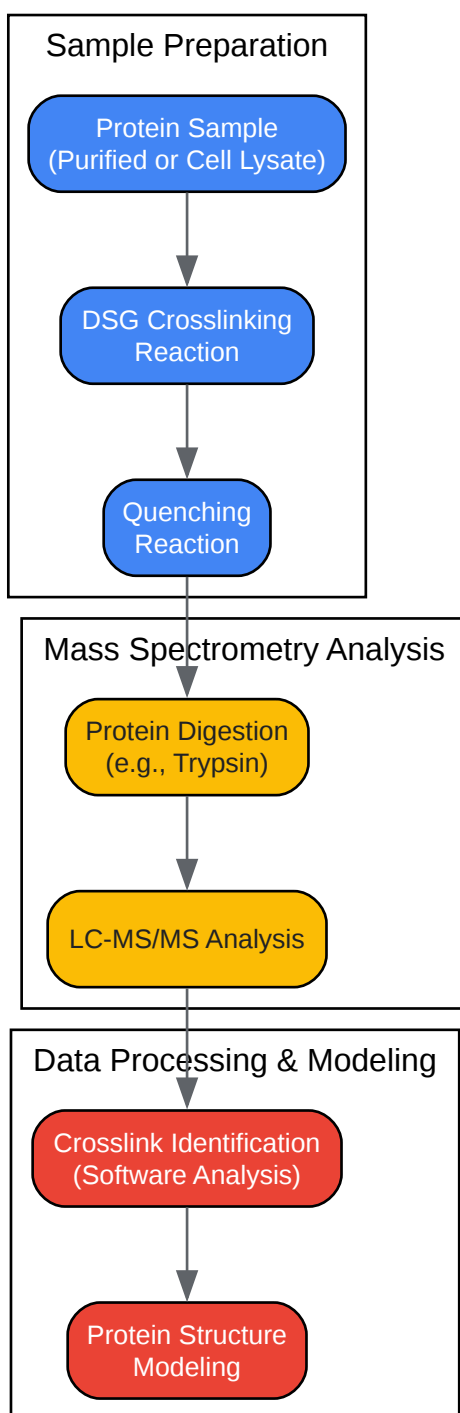 Sample Preparation
Protein Sample
(Purified or Cell Lysate)
DSG Crosslinking
Reaction
Quenching
Reaction
Mass Spectrometry Analysis
Protein Digestion
(e.g., Trypsin)
LC-MS/MS Analysis
Data Processing & Modeling
Crosslink Identification
(Software Analysis)
Protein Structure
Modeling